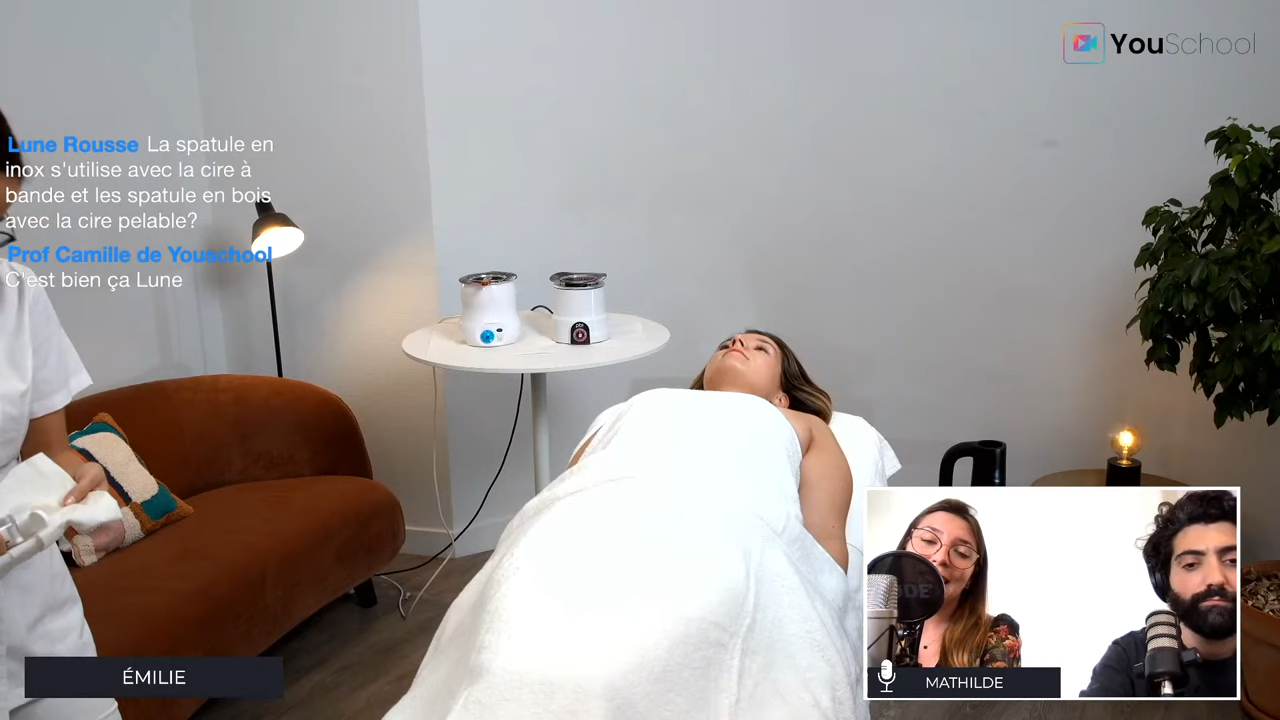 YouSchool
Lune Rousse La spatule en
inox s'utilise avec la cire à
bande et les spatule en bois
avec la cire pelable?
Prof Camille de Youschool
C'est bien ça Lune
ÉMILIE
MATHILDE